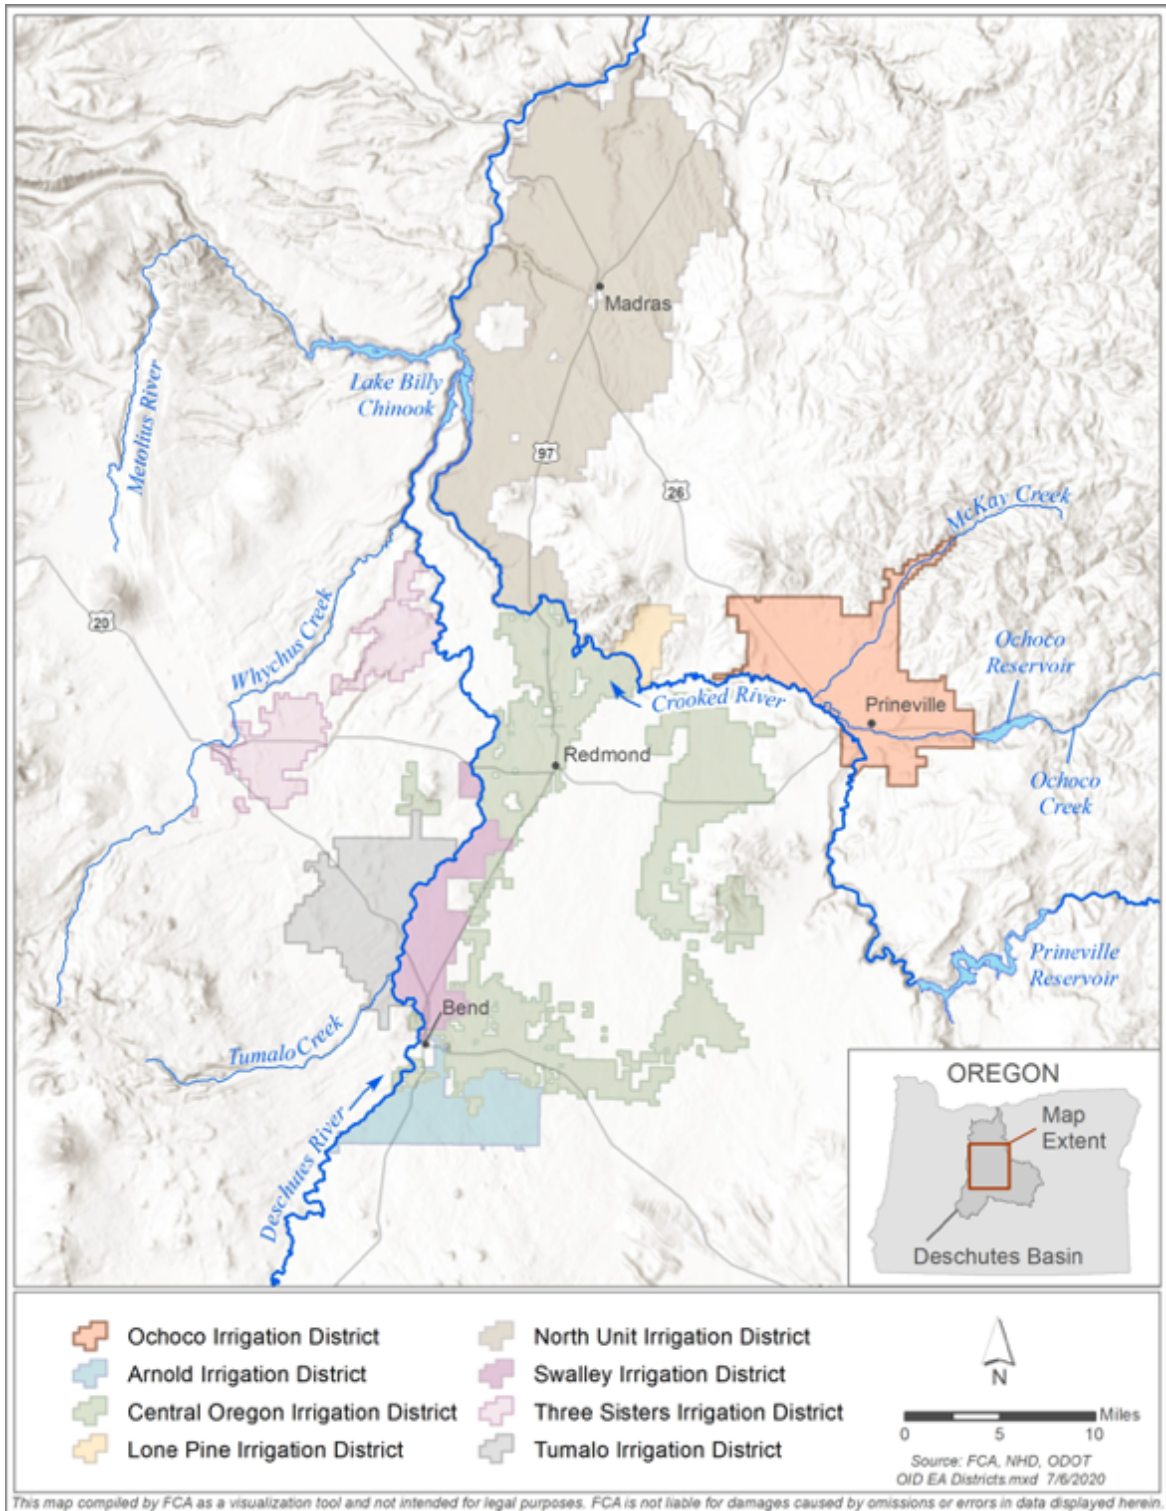 Madras
Lake Billy
Chinook
Metolius River
97
26
McKay Creek
20
Whychus Creek
Ochoco
Reservoir
Crooked River
Prineville
Redmond
Ochoco
Creek
Prineville
Reservoir
Bend
Tumalo Creek
Deschutes River
OREGON
Map
Extent
Deschutes Basin
Ochoco Irrigation District
Arnold Irrigation District
Central Oregon Irrigation District
Lone Pine Irrigation District
North Unit Irrigation District
Swalley Irrigation District
Three Sisters Irrigation District
Tumalo Irrigation District
N
Miles
0 5 10
Source: FCA, NHD, ODOT
OID EA Districts.mxd 7/6/2020
This map compiled by FCA as a visualization tool and not intended for legal purposes. FCA is not liable for damages caused by omissions or errors in data displayed herein.